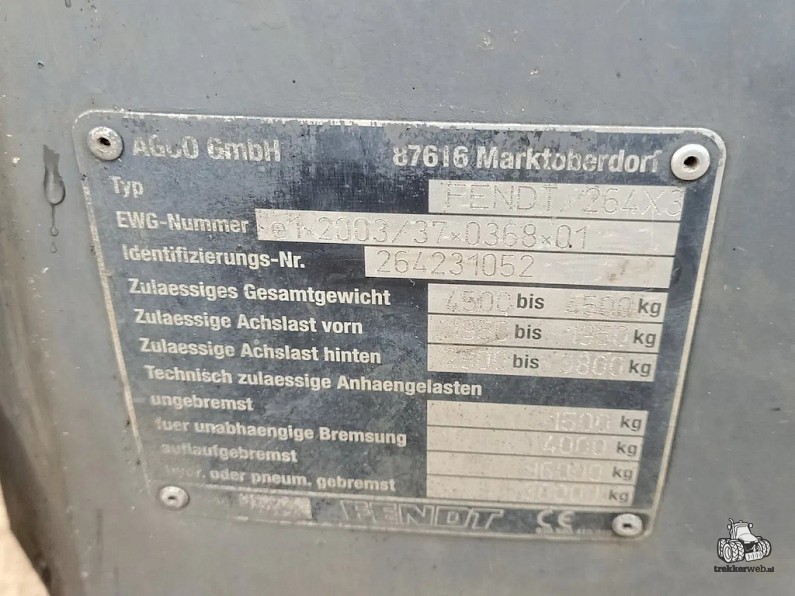 AGCO GmbH 87616 Marktoberdorf
Typ FENDT /264X3
EWG-Nummer e1*2003/37*0368*01
Identifizierungs-Nr. 264231052
Zulaessiges Gesamtgewicht 4500 bis 4500 kg
Zulaessige Achslast vorn bis kg
Zulaessige Achslast hinten bis kg
Technisch zulaessige Anhaengelasten
ungebremst 1500 kg
fuer unabhaengige Bremsung 4000 kg
auflaufgebremst kg
hydr. oder pneum. gebremst kg
FENDT CE
trekkerweb.nl